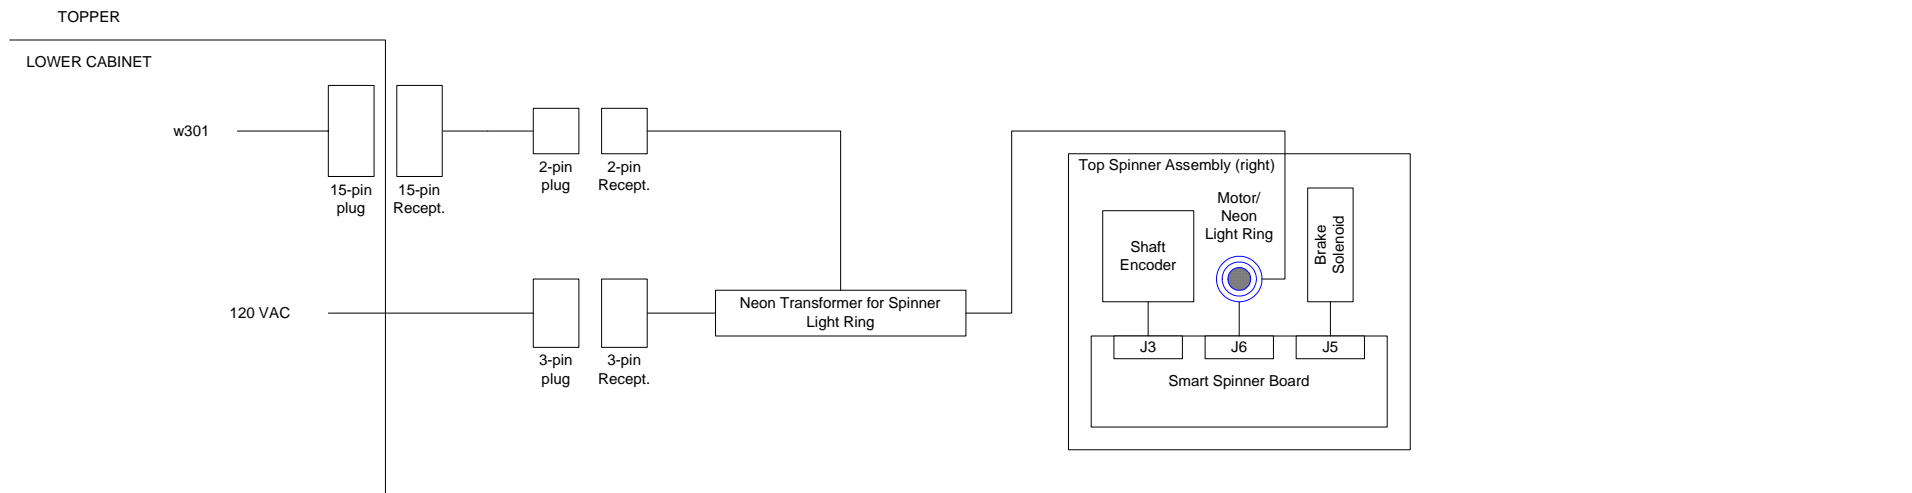 TOPPER
LOWER CABINET
w301
15-pin
plug
15-pin
Recept.
2-pin
plug
2-pin
Recept.
120 VAC
3-pin
plug
3-pin
Recept.
Neon Transformer for Spinner
Light Ring
Top Spinner Assembly (right)
Shaft
Encoder
Motor/
Neon
Light Ring
Brake
Solenoid
J3
J6
J5
Smart Spinner Board